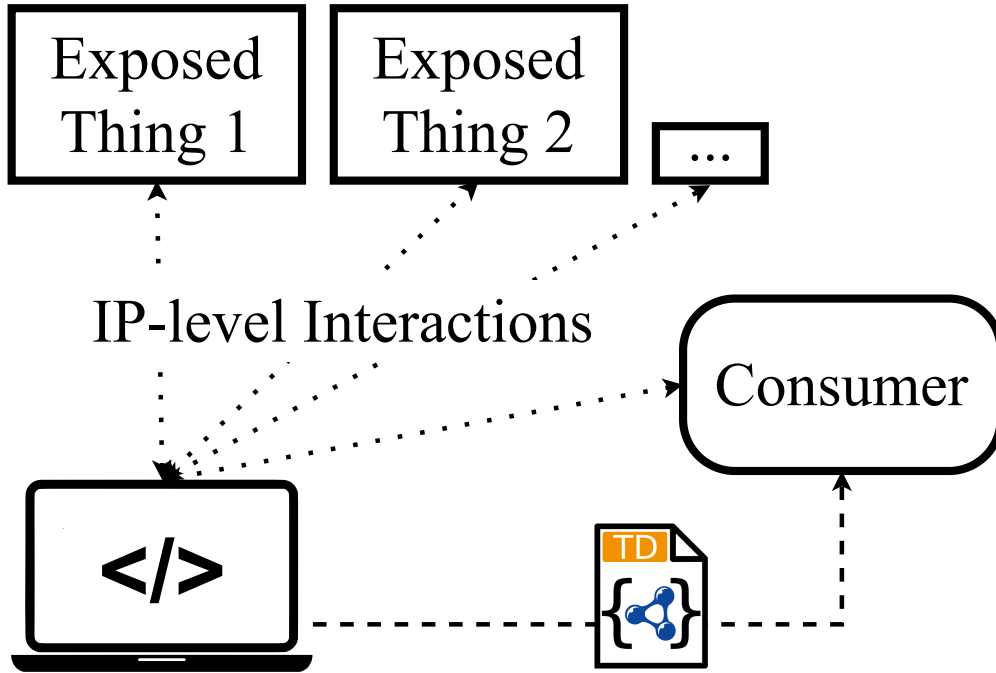 Exposed
Thing 1
Exposed
Thing 2
...
IP-level Interactions
Consumer
</>
TD
{ }